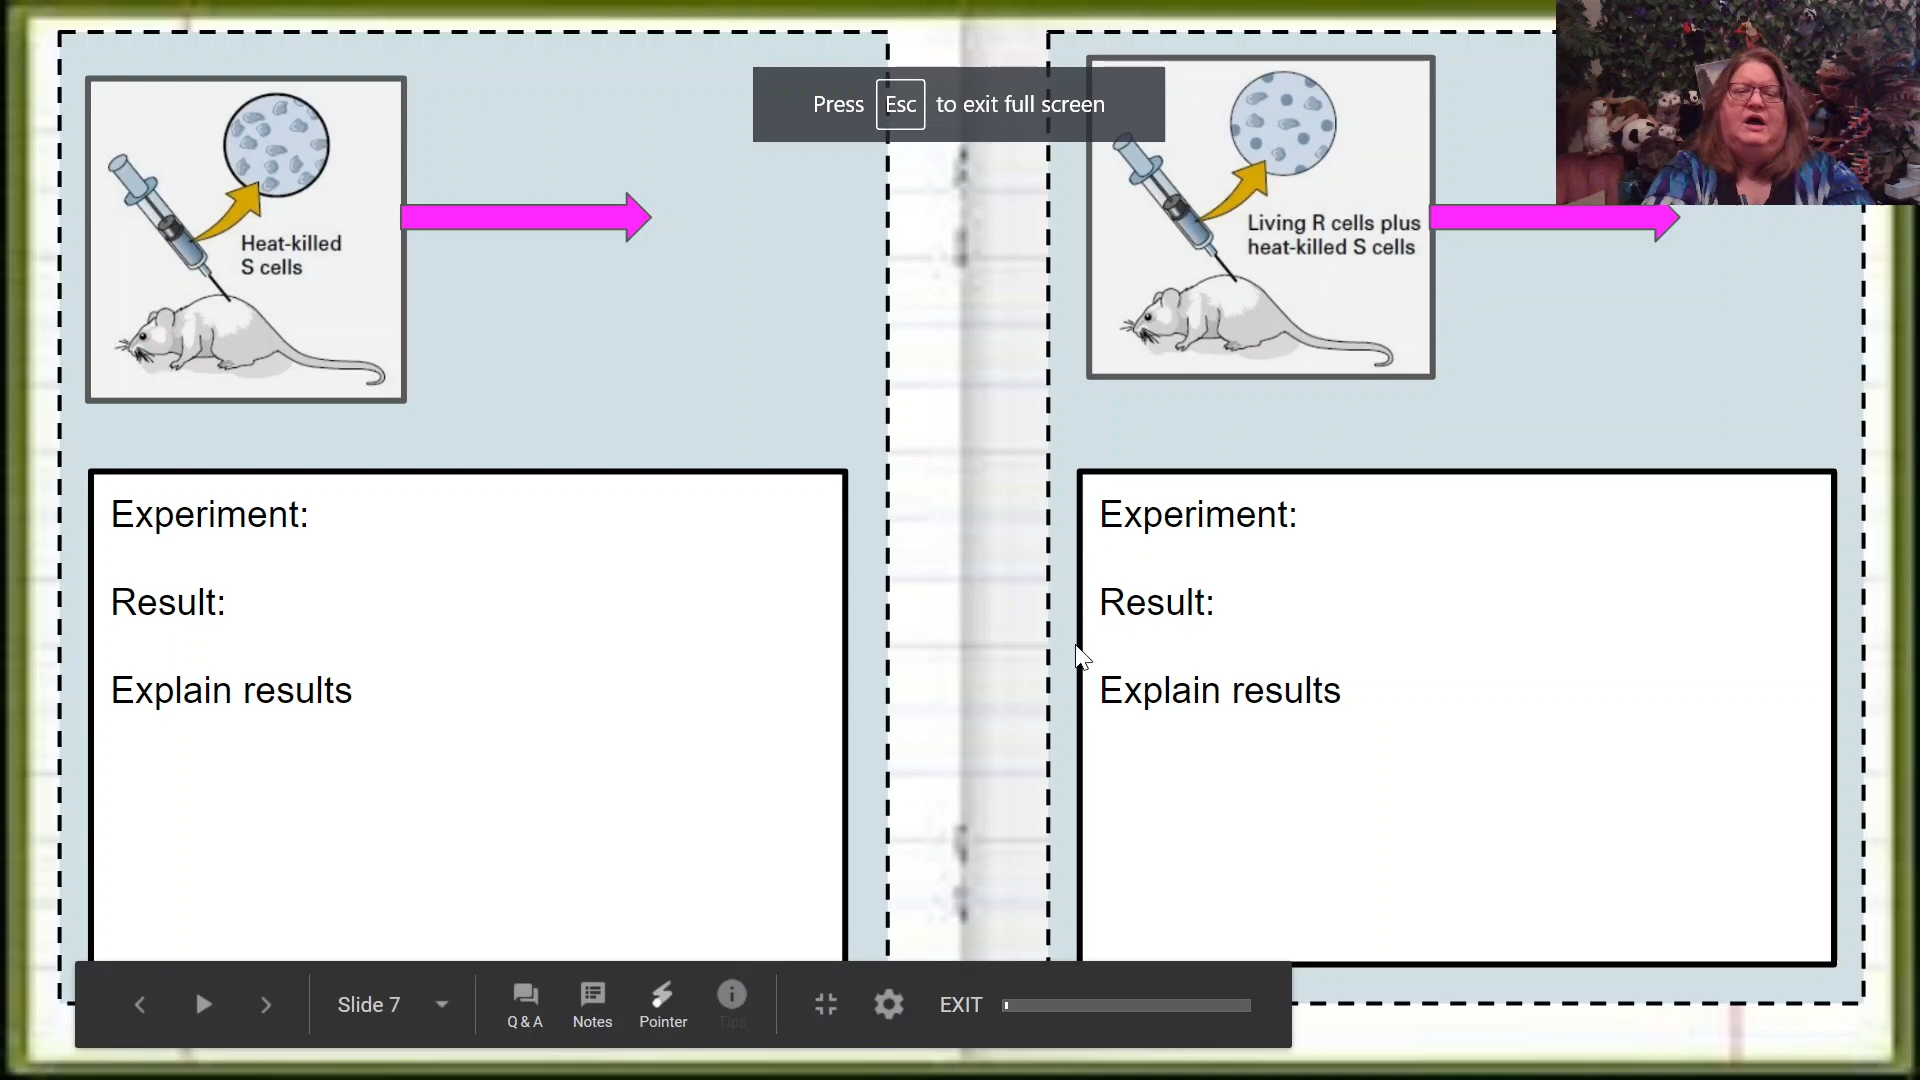 Press Esc to exit full screen
Heat-killed
S cells
Living R cells plus
heat-killed S cells
Experiment:
Result:
Explain results
Experiment:
Result:
Explain results
Slide 7
Q & A
Notes
Pointer
Tips
EXIT